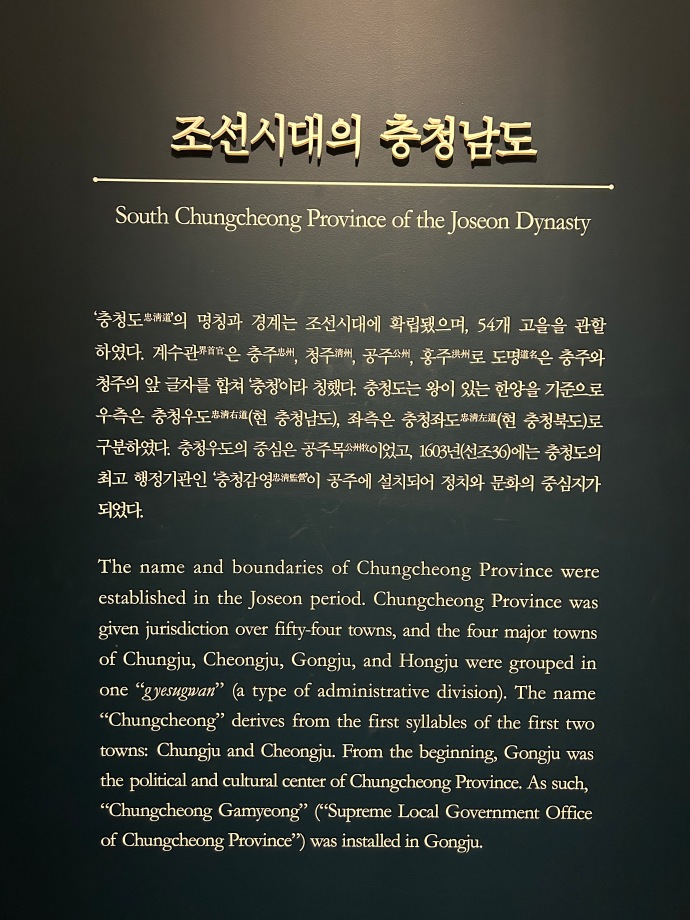 조선시대의 충청남도
South Chungcheong Province of the Joseon Dynasty
‘충청도忠淸道’의 명칭과 경계는 조선시대에 확립됐으며, 54개 고을을 관할
하였다. 계수관界首官은 충주忠州, 청주淸州, 공주公州, 홍주洪州로 도명道名은 충주와
청주의 앞 글자를 합쳐 ‘충청’이라 칭했다. 충청도는 왕이 있는 한양을 기준으로
우측은 충청우도忠淸右道(현 충청남도), 좌측은 충청좌도忠淸左道(현 충청북도)로
구분하였다. 충청우도의 중심은 공주목公州牧이었고, 1603년(선조36)에는 충청도의
최고 행정기관인 ‘충청감영忠淸監營’이 공주에 설치되어 정치와 문화의 중심지가
되었다.
The name and boundaries of Chungcheong Province were
established in the Joseon period. Chungcheong Province was
given jurisdiction over fifty-four towns, and the four major towns
of Chungju, Cheongju, Gongju, and Hongju were grouped in
one “gyesugwan” (a type of administrative division). The name
“Chungcheong” derives from the first syllables of the first two
towns: Chungju and Cheongju. From the beginning, Gongju was
the political and cultural center of Chungcheong Province. As such,
“Chungcheong Gamyeong” (“Supreme Local Government Office
of Chungcheong Province”) was installed in Gongju.